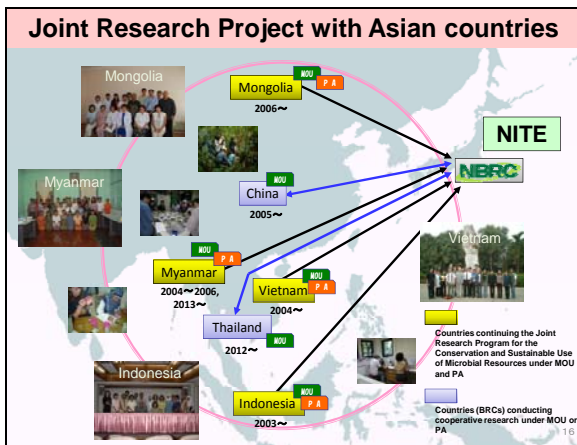 Joint Research Project with Asian countries
Mongolia
MOU
P A
Mongolia
2006~
NITE
NBRC
MOU
China
2005~
Myanmar
MOU
P A
Myanmar
2004~2006,
2013~
MOU
P A
Vietnam
2004~
Vietnam
Thailand
MOU
2012~
Countries continuing the Joint
Research Program for the
Conservation and Sustainable Use
of Microbial Resources under MOU
and PA
Indonesia
MOU
P A
Indonesia
2003~
Countries (BRCs) conducting
cooperative research under MOU or
PA
16